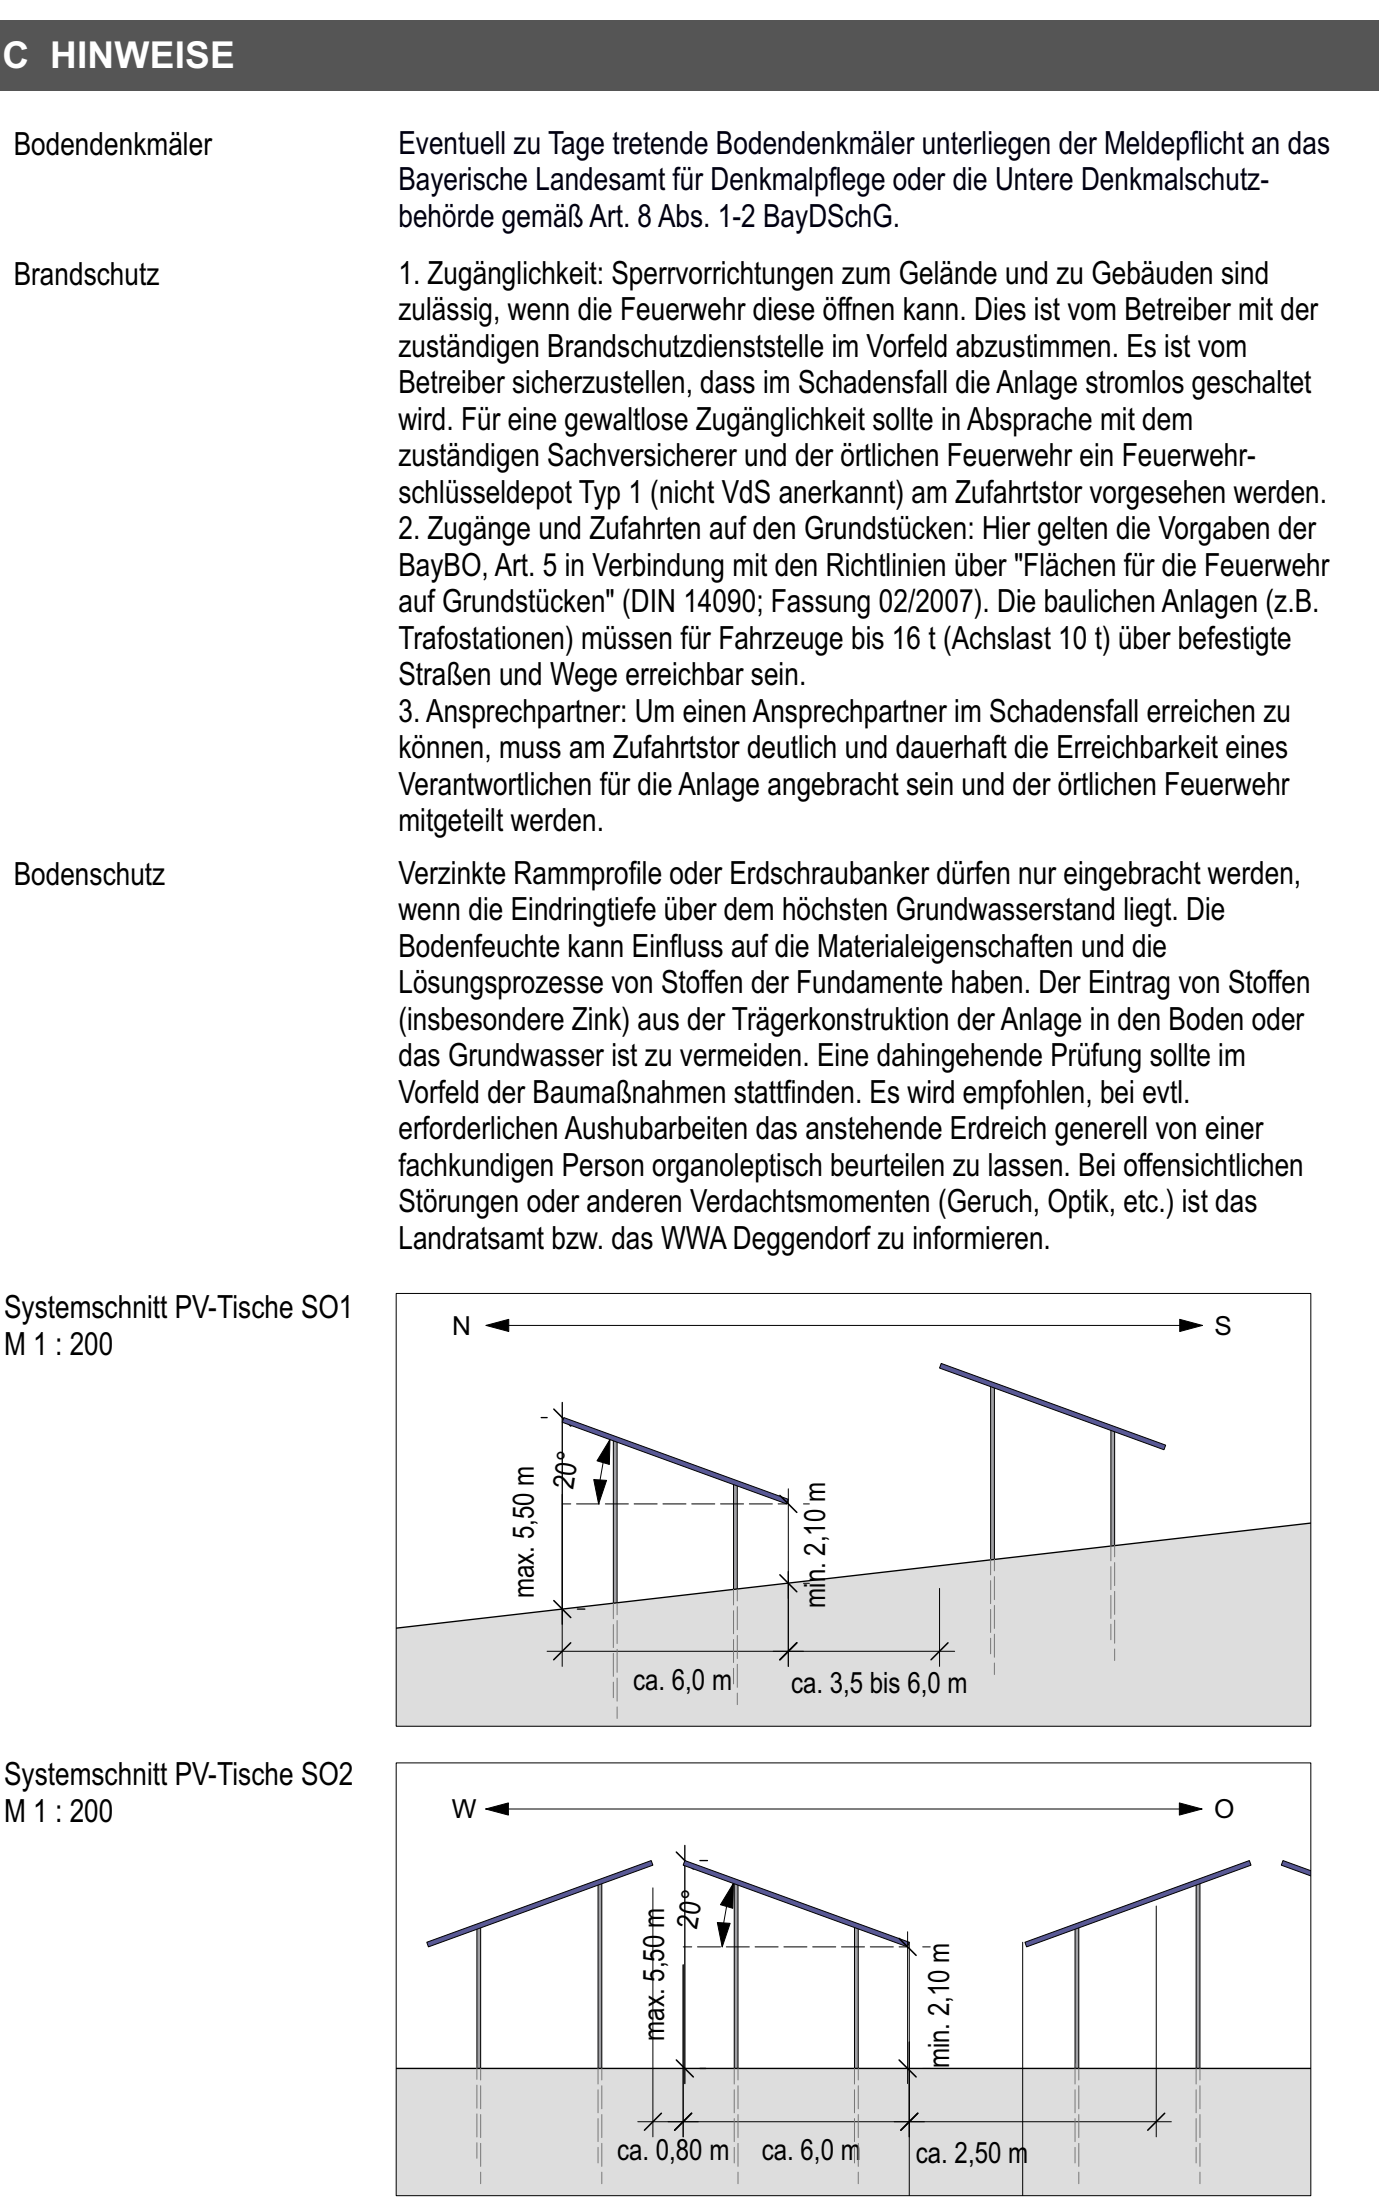 C HINWEISE
Bodendenkmäler
Eventuell zu Tage tretende Bodendenkmäler unterliegen der Meldepflicht an das
Bayerische Landesamt für Denkmalpflege oder die Untere Denkmalschutz-
behörde gemäß Art. 8 Abs. 1-2 BayDSchG.
Brandschutz
1. Zugänglichkeit: Sperrvorrichtungen zum Gelände und zu Gebäuden sind
zulässig, wenn die Feuerwehr diese öffnen kann. Dies ist vom Betreiber mit der
zuständigen Brandschutzdienststelle im Vorfeld abzustimmen. Es ist vom
Betreiber sicherzustellen, dass im Schadensfall die Anlage stromlos geschaltet
wird. Für eine gewaltlose Zugänglichkeit sollte in Absprache mit dem
zuständigen Sachversicherer und der örtlichen Feuerwehr ein Feuerwehr-
schlüsseldepot Typ 1 (nicht VdS anerkannt) am Zufahrtstor vorgesehen werden.
2. Zugänge und Zufahrten auf den Grundstücken: Hier gelten die Vorgaben der
BayBO, Art. 5 in Verbindung mit den Richtlinien über "Flächen für die Feuerwehr
auf Grundstücken" (DIN 14090; Fassung 02/2007). Die baulichen Anlagen (z.B.
Trafostationen) müssen für Fahrzeuge bis 16 t (Achslast 10 t) über befestigte
Straßen und Wege erreichbar sein.
3. Ansprechpartner: Um einen Ansprechpartner im Schadensfall erreichen zu
können, muss am Zufahrtstor deutlich und dauerhaft die Erreichbarkeit eines
Verantwortlichen für die Anlage angebracht sein und der örtlichen Feuerwehr
mitgeteilt werden.
Bodenschutz
Verzinkte Rammprofile oder Erdschraubanker dürfen nur eingebracht werden,
wenn die Eindringtiefe über dem höchsten Grundwasserstand liegt. Die
Bodenfeuchte kann Einfluss auf die Materialeigenschaften und die
Lösungsprozesse von Stoffen der Fundamente haben. Der Eintrag von Stoffen
(insbesondere Zink) aus der Trägerkonstruktion der Anlage in den Boden oder
das Grundwasser ist zu vermeiden. Eine dahingehende Prüfung sollte im
Vorfeld der Baumaßnahmen stattfinden. Es wird empfohlen, bei evtl.
erforderlichen Aushubarbeiten das anstehende Erdreich generell von einer
fachkundigen Person organoleptisch beurteilen zu lassen. Bei offensichtlichen
Störungen oder anderen Verdachtsmomenten (Geruch, Optik, etc.) ist das
Landratsamt bzw. das WWA Deggendorf zu informieren.
Systemschnitt PV-Tische SO1
M 1 : 200
N
S
max. 5,50 m
20°
min. 2,10 m
ca. 6,0 m
ca. 3,5 bis 6,0 m
Systemschnitt PV-Tische SO2
M 1 : 200
W
O
max. 5,50 m
20°
min. 2,10 m
ca. 0,80 m
ca. 6,0 m
ca. 2,50 m